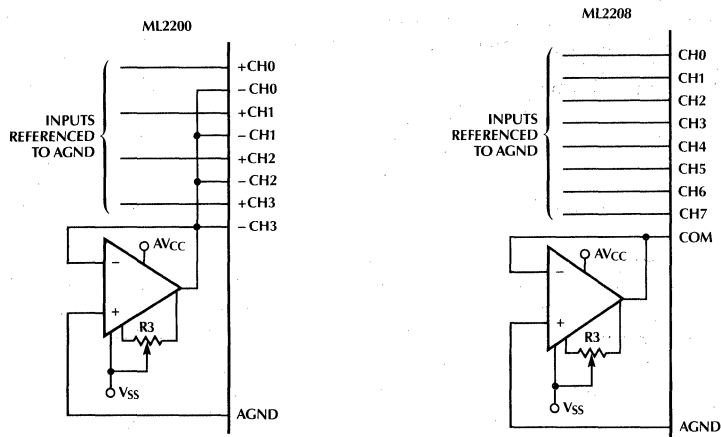 ML2200
+CH0
−CH0
+CH1
−CH1
+CH2
−CH2
+CH3
−CH3
INPUTS
REFERENCED
TO AGND
AVCC
−
+
R3
VSS
AGND
ML2208
CH0
CH1
CH2
CH3
CH4
CH5
CH6
CH7
COM
INPUTS
REFERENCED
TO AGND
AVCC
−
+
R3
VSS
AGND